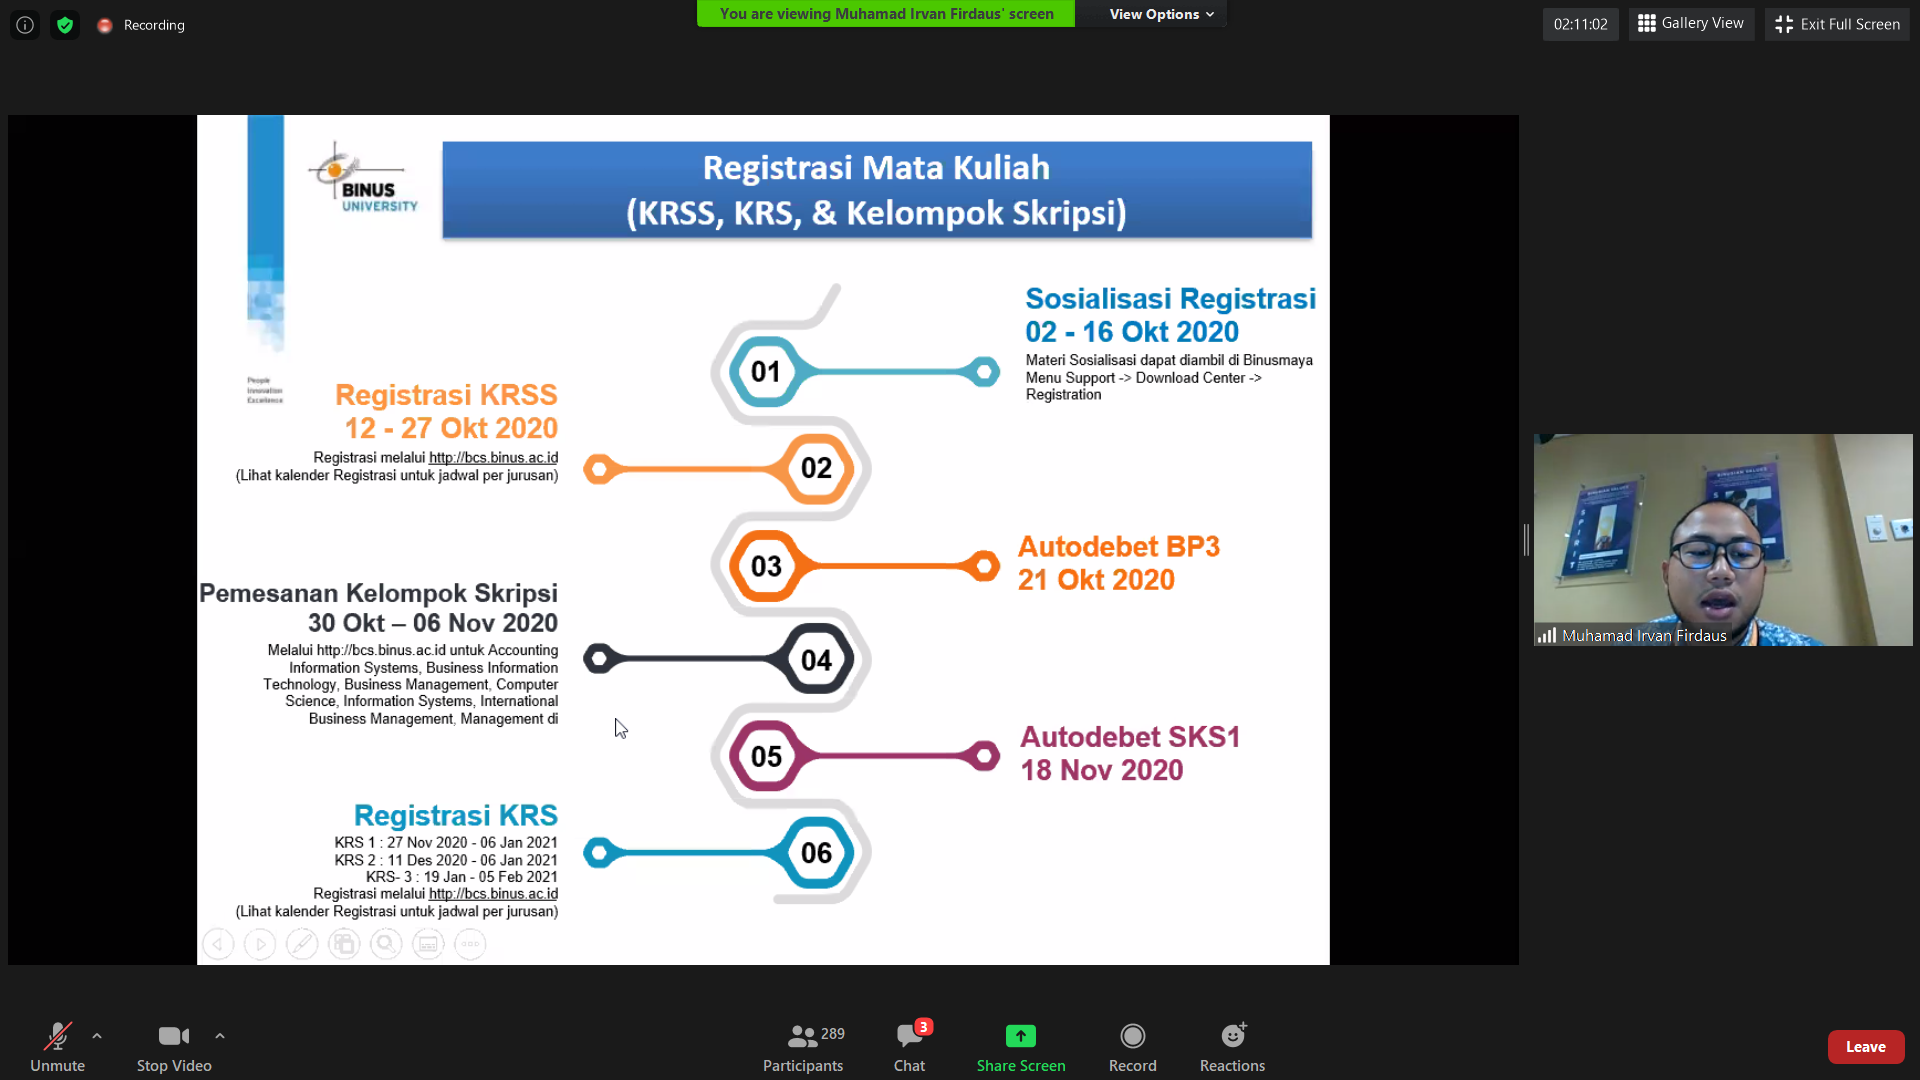 Recording
You are viewing Muhamad Irvan Firdaus' screen
View Options
02:11:02
Gallery View
Exit Full Screen
BINUS
UNIVERSITY
People
Innovation
Excellence
Registrasi Mata Kuliah
(KRSS, KRS, & Kelompok Skripsi)
01
Sosialisasi Registrasi
02 - 16 Okt 2020
Materi Sosialisasi dapat diambil di Binusmaya
Menu Support -> Download Center ->
Registration
Registrasi KRSS
12 - 27 Okt 2020
Registrasi melalui http://bcs.binus.ac.id
(Lihat kalender Registrasi untuk jadwal per jurusan)
02
03
Autodebet BP3
21 Okt 2020
Pemesanan Kelompok Skripsi
30 Okt – 06 Nov 2020
Melalui http://bcs.binus.ac.id untuk Accounting
Information Systems, Business Information
Technology, Business Management, Computer
Science, Information Systems, International
Business Management, Management di
04
05
Autodebet SKS1
18 Nov 2020
Registrasi KRS
KRS 1 : 27 Nov 2020 - 06 Jan 2021
KRS 2 : 11 Des 2020 - 06 Jan 2021
KRS- 3 : 19 Jan - 05 Feb 2021
Registrasi melalui http://bcs.binus.ac.id
(Lihat kalender Registrasi untuk jadwal per jurusan)
06
Muhamad Irvan Firdaus
Unmute
Stop Video
289
Participants
3
Chat
Share Screen
Record
Reactions
Leave